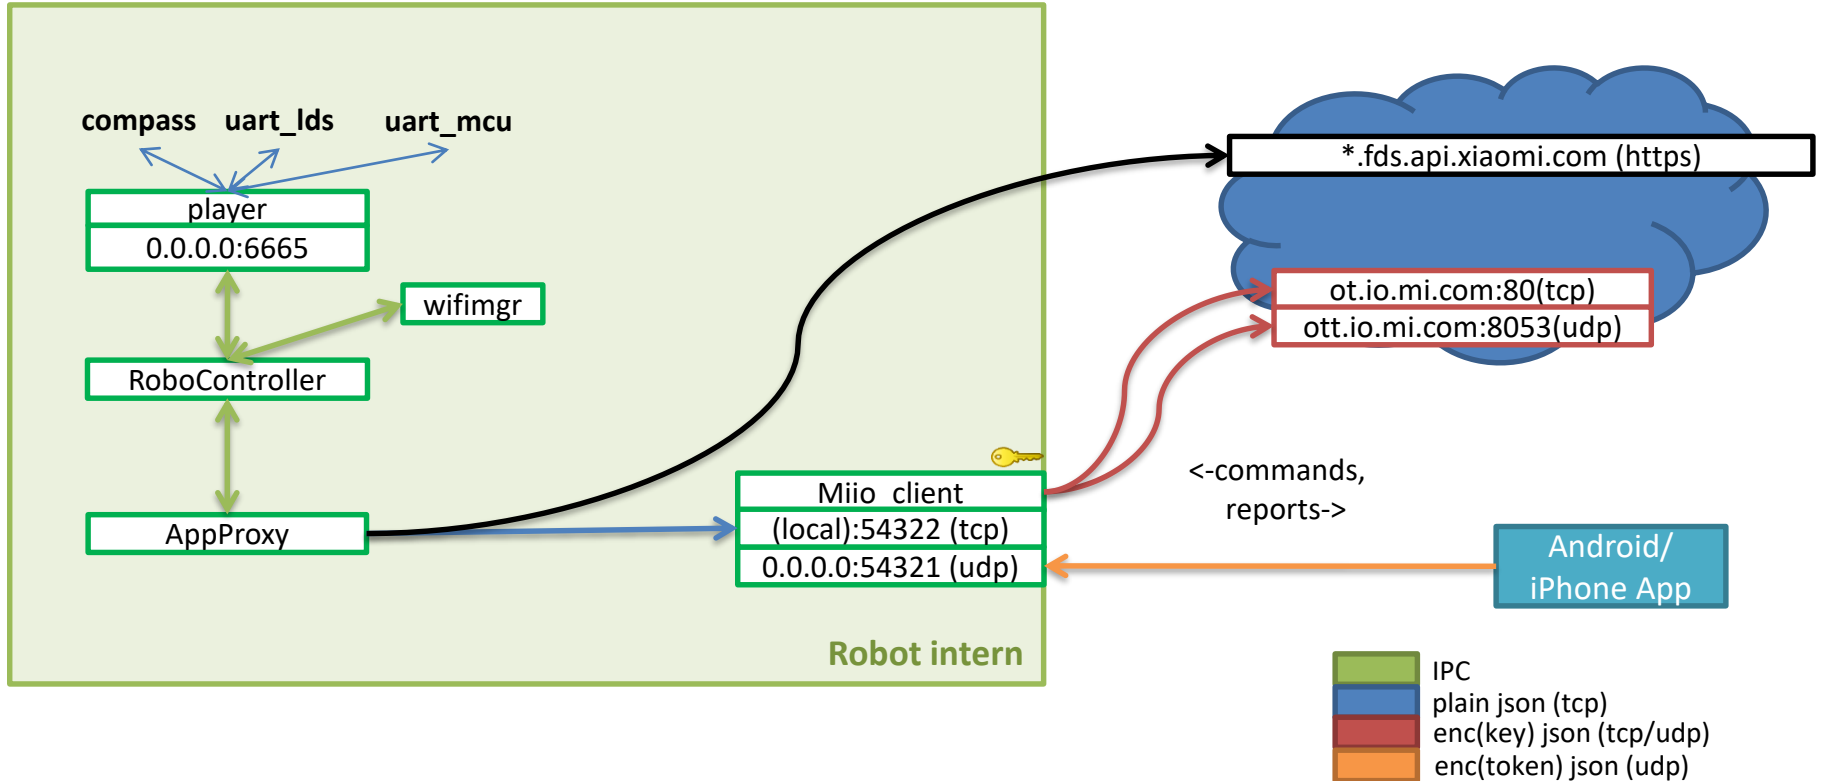 compass
uart_lds
uart_mcu
player
0.0.0.0:6665
wifimgr
RoboController
AppProxy
Miio_client
(local):54322 (tcp)
0.0.0.0:54321 (udp)
Robot intern
*.fds.api.xiaomi.com (https)
ot.io.mi.com:80(tcp)
ott.io.mi.com:8053(udp)
<-commands,
reports->
Android/
iPhone App
IPC
plain json (tcp)
enc(key) json (tcp/udp)
enc(token) json (udp)